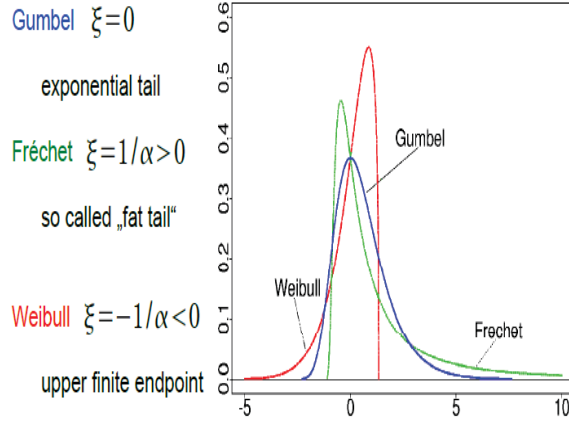 Gumbel ξ=0
exponential tail
Fréchet ξ=1/α>0
so called „fat tail“
Weibull ξ=−1/α<0
upper finite endpoint
0.6
0.5
0.4
0.3
0.2
0.1
0.0
Gumbel
Weibull
Frechet
-5
0
5
10